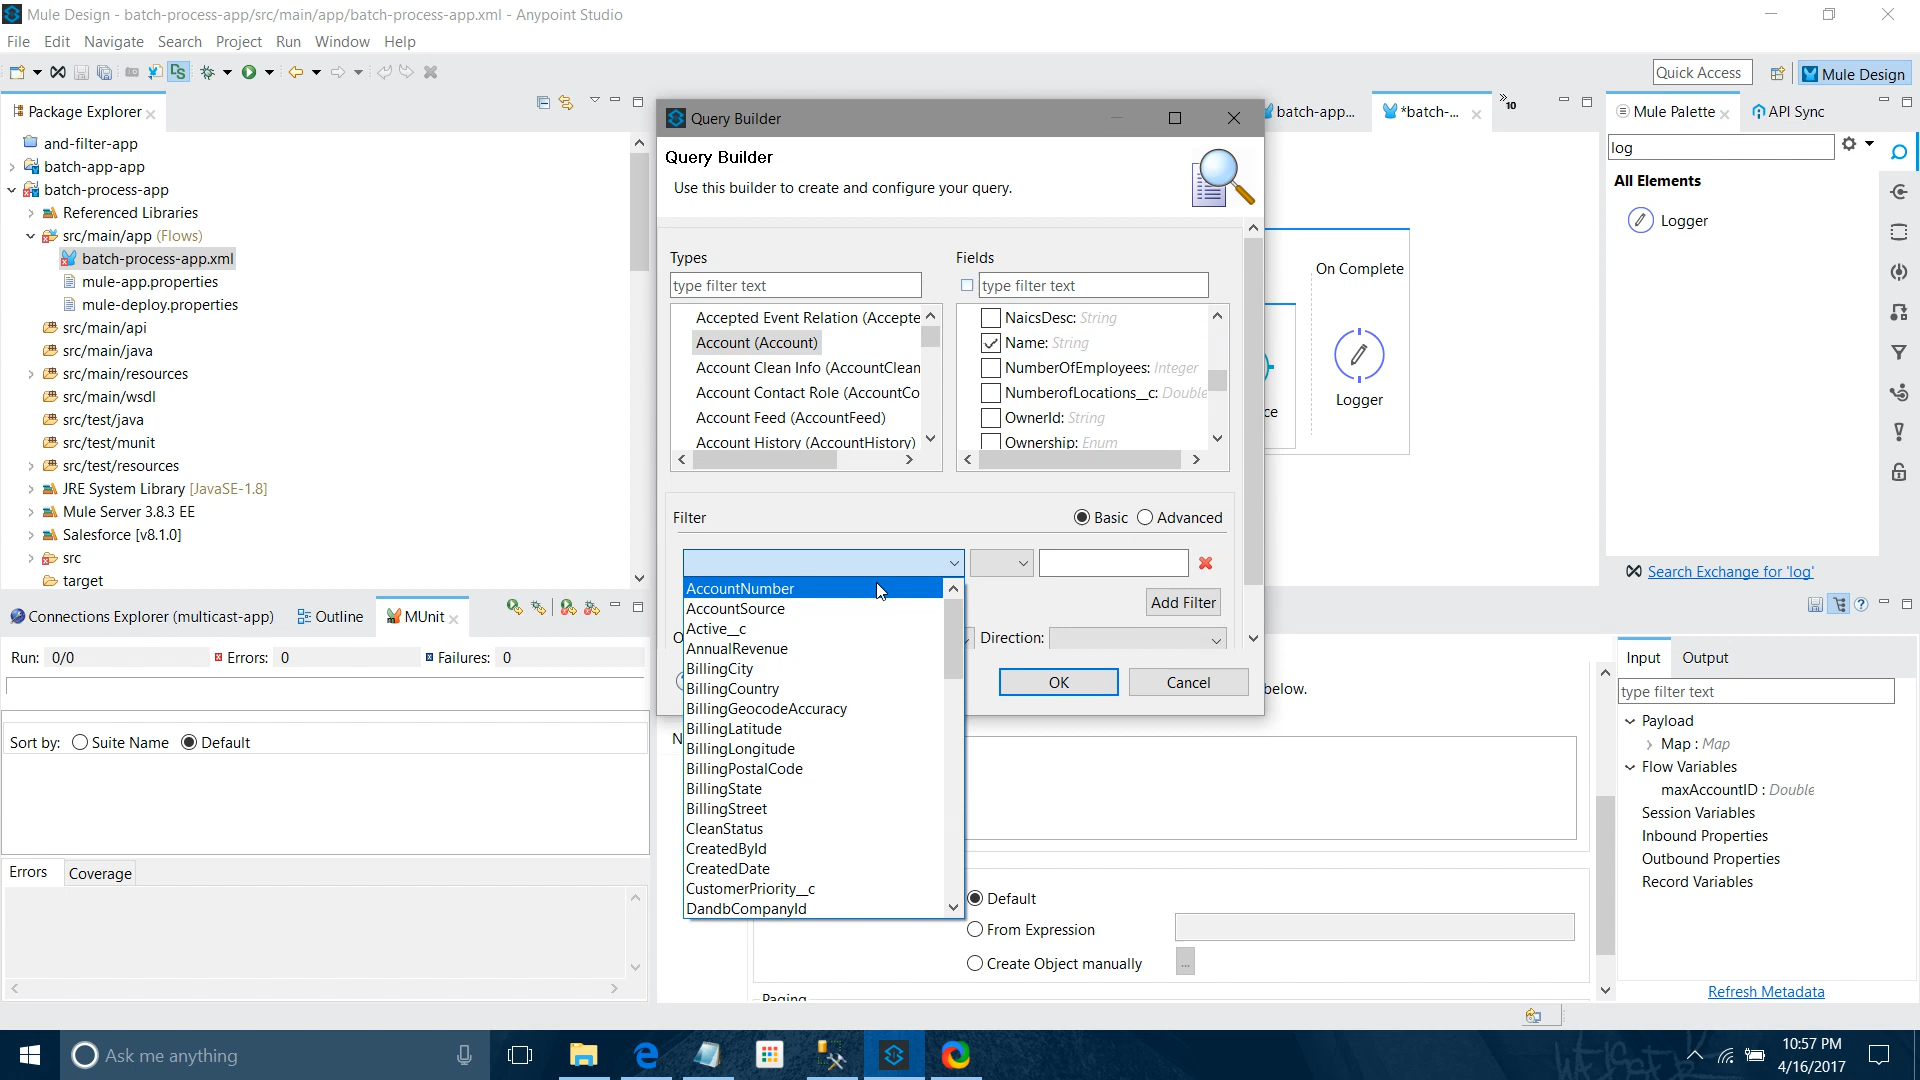 Mule Design - batch-process-app/src/main/app/batch-process-app.xml - Anypoint Studio
File Edit Navigate Search Project Run Window Help
Quick Access
Mule Design
Package Explorer
and-filter-app
batch-app-app
batch-process-app
Referenced Libraries
src/main/app (Flows)
batch-process-app.xml
mule-app.properties
mule-deploy.properties
src/main/api
src/main/java
src/main/resources
src/main/wsdl
src/test/java
src/test/munit
src/test/resources
JRE System Library [JavaSE-1.8]
Mule Server 3.8.3 EE
Salesforce [v8.1.0]
src
target
Query Builder
Query Builder
Use this builder to create and configure your query.
Types
type filter text
Accepted Event Relation (Accepte
Account (Account)
Account Clean Info (AccountClean
Account Contact Role (AccountCo
Account Feed (AccountFeed)
Account History (AccountHistory)
Fields
type filter text
NaicsDesc: String
Name: String
NumberOfEmployees: Integer
NumberofLocations__c: Double
OwnerId: String
Ownership: Enum
Filter
Basic Advanced
AccountNumber
AccountSource
Active__c
AnnualRevenue
BillingCity
BillingCountry
BillingGeocodeAccuracy
BillingLatitude
BillingLongitude
BillingPostalCode
BillingState
BillingStreet
CleanStatus
CreatedById
CreatedDate
CustomerPriority__c
DandbCompanyId
Add Filter
Direction:
OK
Cancel
batch-app...
*batch-...
10
On Complete
Logger
ce
below.
Default
From Expression
Create Object manually
...
Paging
Mule Palette
API Sync
log
All Elements
Logger
Search Exchange for 'log'
Connections Explorer (multicast-app)
Outline
MUnit
Run: 0/0
Errors: 0
Failures: 0
Sort by: Suite Name Default
Errors
Coverage
Input
Output
type filter text
Payload
Map : Map
Flow Variables
maxAccountID : Double
Session Variables
Inbound Properties
Outbound Properties
Record Variables
Refresh Metadata
Ask me anything
10:57 PM
4/16/2017